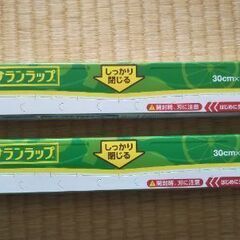 サランラップ
しっかり
閉じる
30cm×
開封時、刃に注意
はじめに
サランラップ
しっかり
閉じる
30cm×
開封時、刃に注意
はじめに